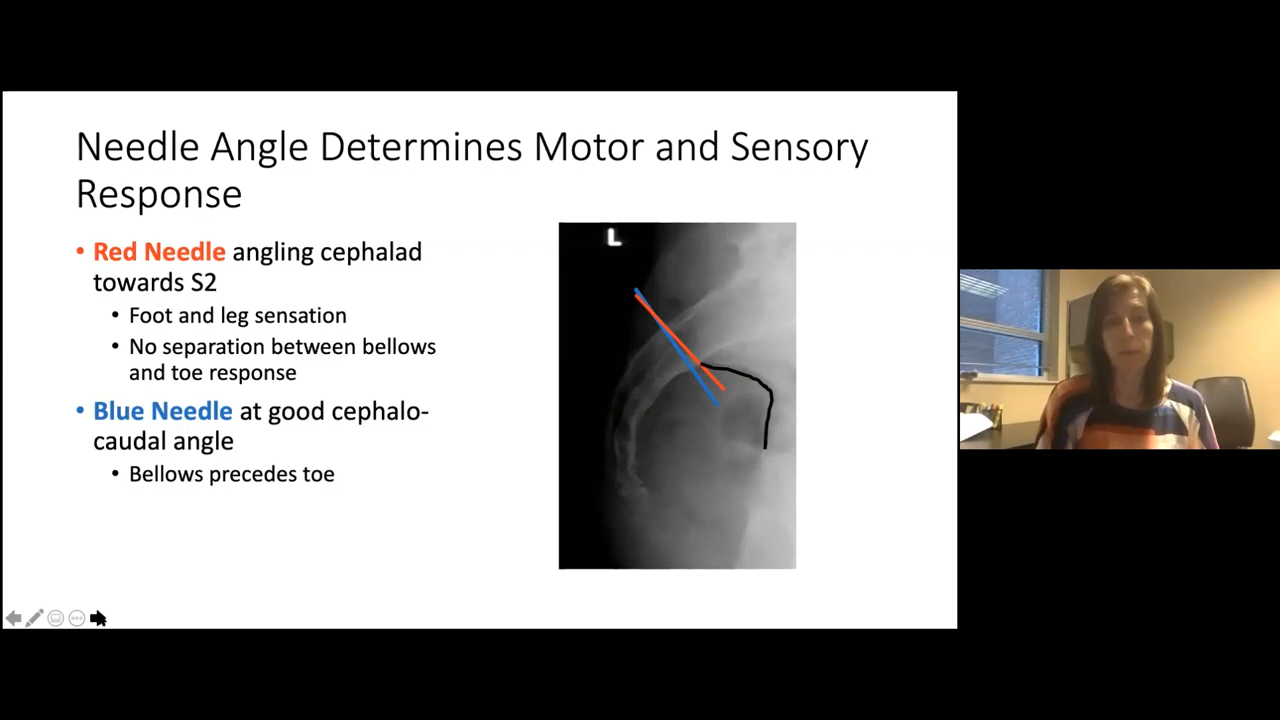 Needle Angle Determines Motor and Sensory
Response
• Red Needle angling cephalad
towards S2
• Foot and leg sensation
• No separation between bellows
and toe response
• Blue Needle at good cephalo-
caudal angle
• Bellows precedes toe
L